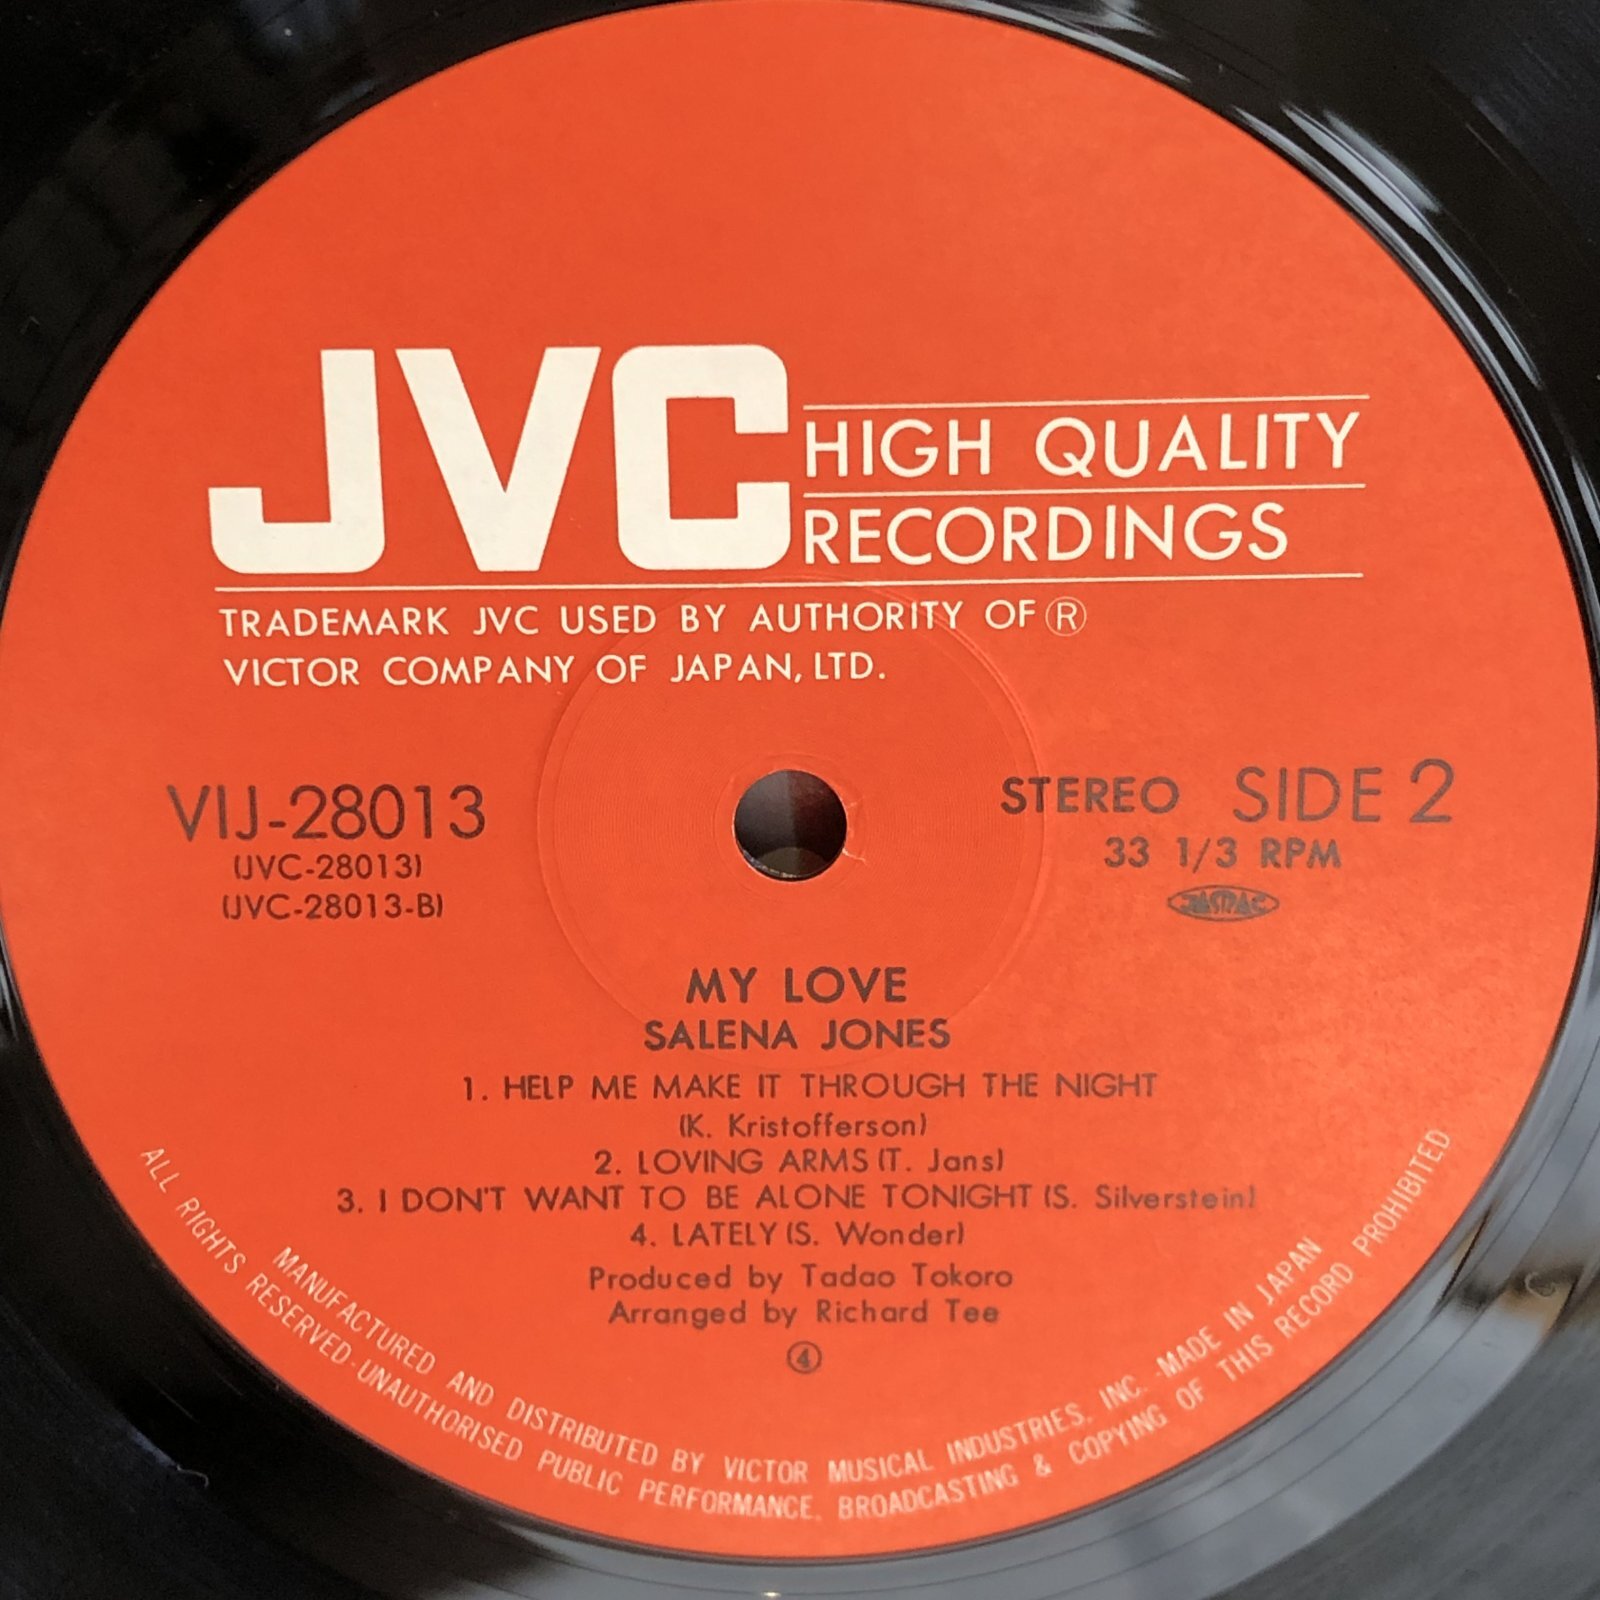 JVC HIGH QUALITY
RECORDINGS
TRADEMARK JVC USED BY AUTHORITY OF ®
VICTOR COMPANY OF JAPAN, LTD.
VIJ-28013
(JVC-28013)
(JVC-28013-B)
STEREO SIDE 2
33 1/3 RPM
JASRAC
MY LOVE
SALENA JONES
1. HELP ME MAKE IT THROUGH THE NIGHT
(K. Kristofferson)
2. LOVING ARMS (T. Jans)
3. I DON'T WANT TO BE ALONE TONIGHT (S. Silverstein)
4. LATELY (S. Wonder)
Produced by Tadao Tokoro
Arranged by Richard Tee
④
MANUFACTURED AND DISTRIBUTED BY VICTOR MUSICAL INDUSTRIES, INC. -MADE IN JAPAN
ALL RIGHTS RESERVED-UNAUTHORISED PUBLIC PERFORMANCE, BROADCASTING & COPYING OF THIS RECORD PROHIBITED